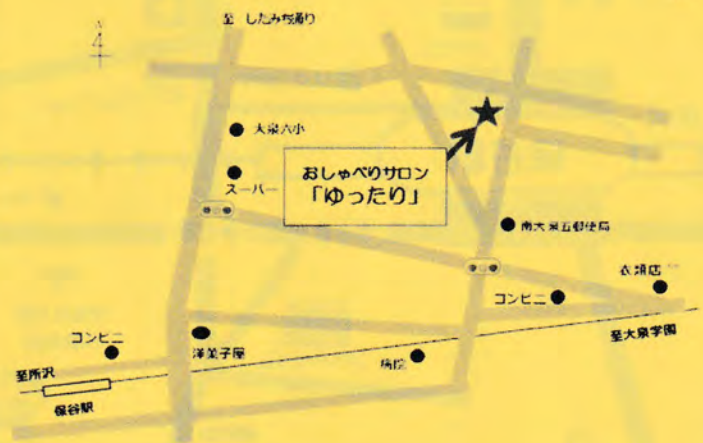 至 したみち通り
4
大泉六小
スーパー
おしゃべりサロン
「ゆったり」
南大泉五郵便局
衣類店
コンビニ
至大泉学園
コンビニ
洋菓子屋
病院
至所沢
保谷駅